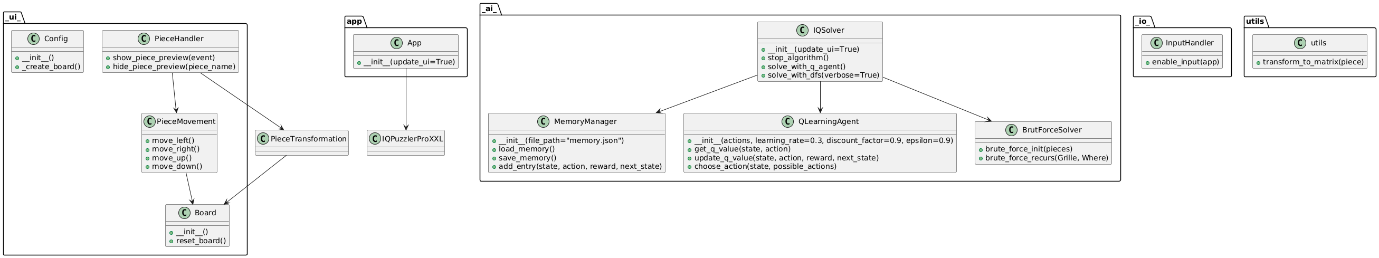 _ui_
C Config
__init__()
_create_board()
C PieceHandler
show_piece_preview(event)
hide_piece_preview(piece_name)
C PieceMovement
move_left()
move_right()
move_up()
move_down()
C PieceTransformation
C Board
__init__()
reset_board()
app
C App
__init__(update_ui=True)
C IQPuzzlerProXXL
_ai_
C IQSolver
__init__(update_ui=True)
stop_algorithm()
solve_with_q_agent()
solve_with_dfs(verbose=True)
C MemoryManager
__init__(file_path="memory.json")
load_memory()
save_memory()
add_entry(state, action, reward, next_state)
C QLearningAgent
__init__(actions, learning_rate=0.3, discount_factor=0.9, epsilon=0.9)
get_q_value(state, action)
update_q_value(state, action, reward, next_state)
choose_action(state, possible_actions)
C BrutForceSolver
brute_force_init(pieces)
brute_force_recurs(Grille, Where)
_io_
C InputHandler
enable_input(app)
utils
C utils
transform_to_matrix(piece)